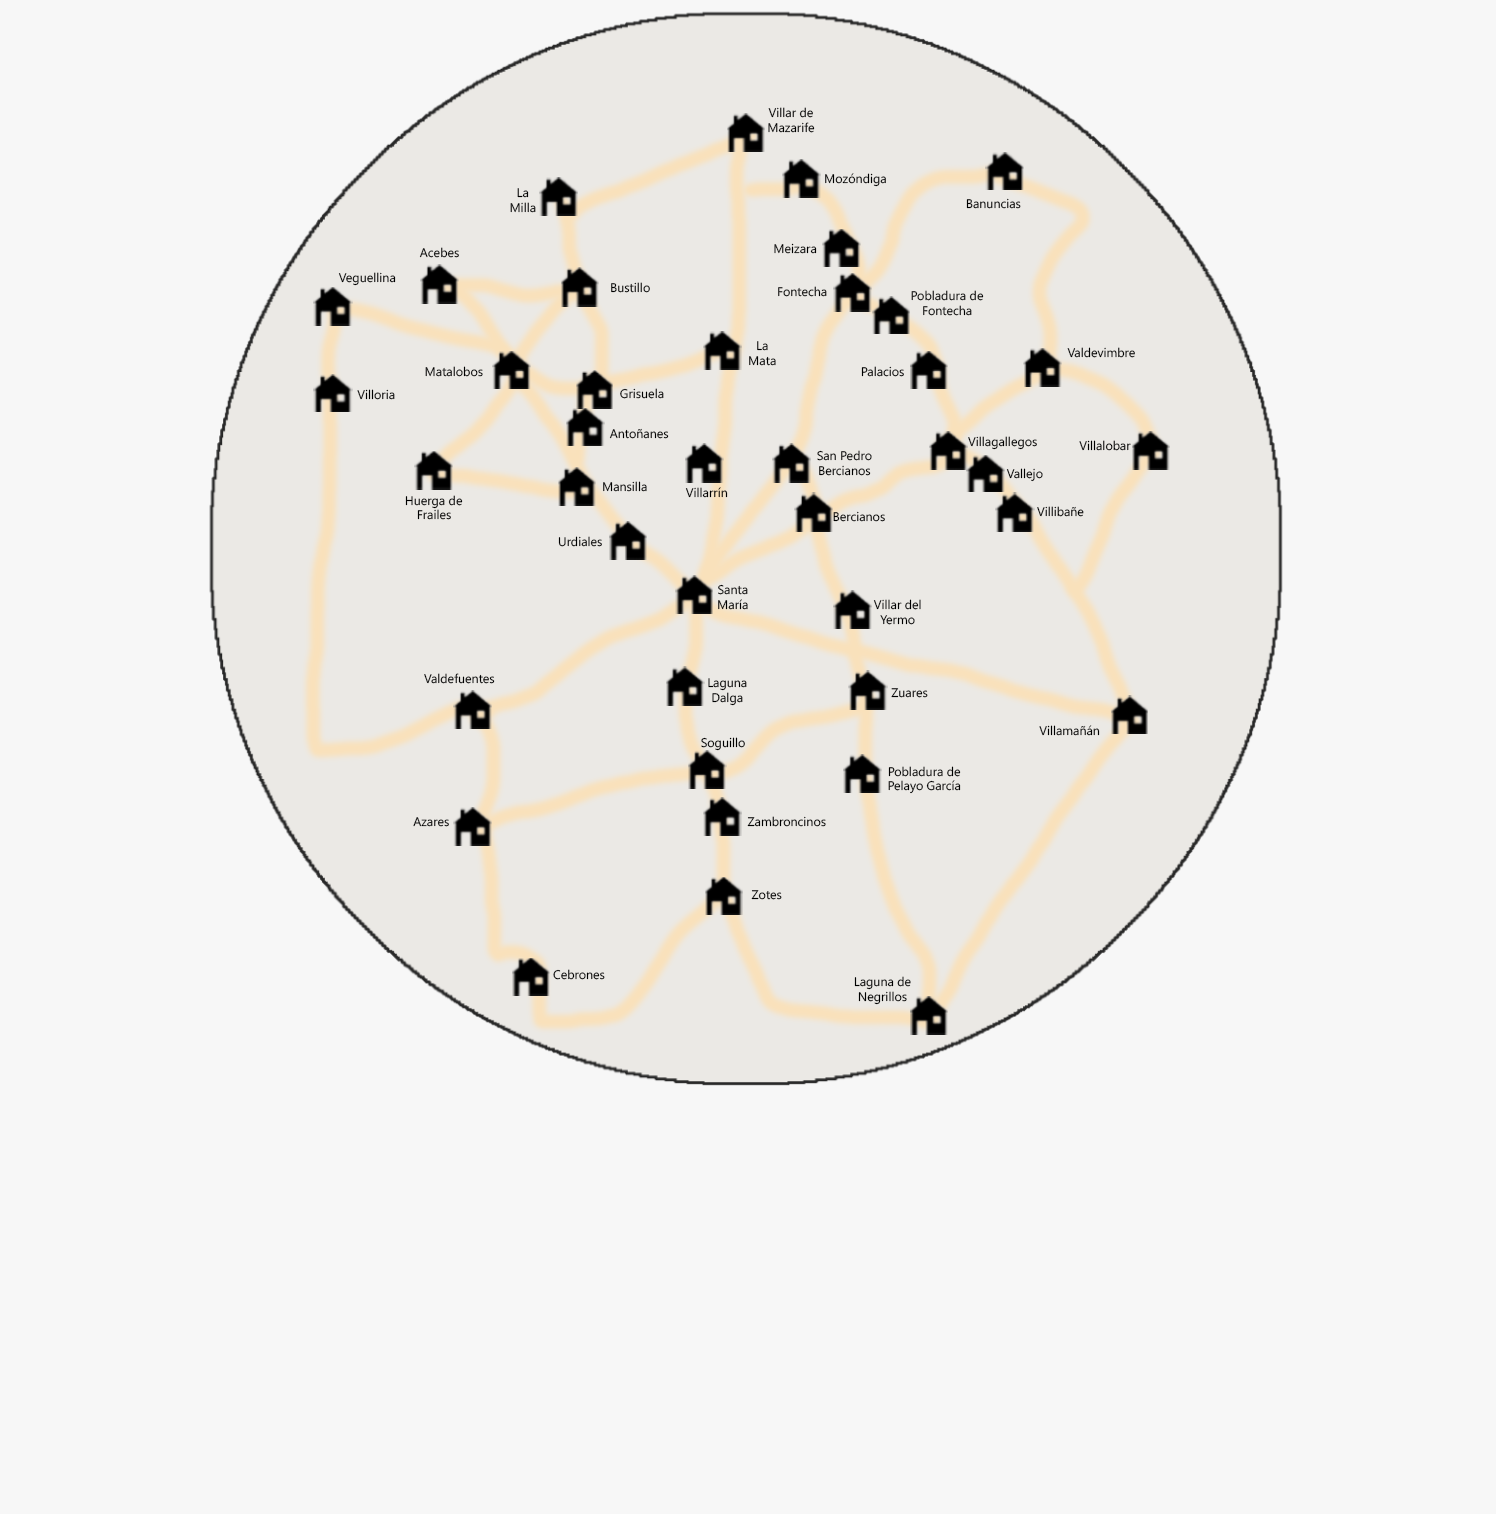 Villar de
Mazarife
Mozóndiga
La
Milla
Banuncias
Acebes
Meizara
Veguellina
Bustillo
Fontecha
Pobladura de
Fontecha
La
Mata
Valdevimbre
Matalobos
Palacios
Villoria
Grisuela
Antoñanes
Villagallegos
Villalobar
San Pedro
Bercianos
Vallejo
Mansilla
Villarrín
Huerga de
Frailes
Bercianos
Villibañe
Urdiales
Santa
María
Villar del
Yermo
Valdefuentes
Laguna
Dalga
Zuares
Villamañán
Soguillo
Pobladura de
Pelayo García
Azares
Zambroncinos
Zotes
Cebrones
Laguna de
Negrillos